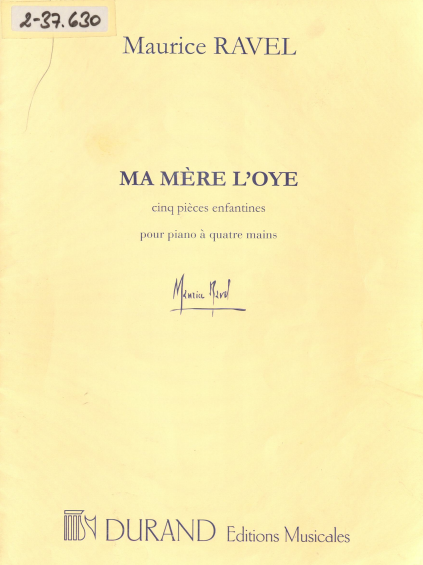 2-37.630
Maurice RAVEL
MA MÈRE L'OYE
cinq pièces enfantines
pour piano à quatre mains
Maurice Ravel
DURAND Editions Musicales